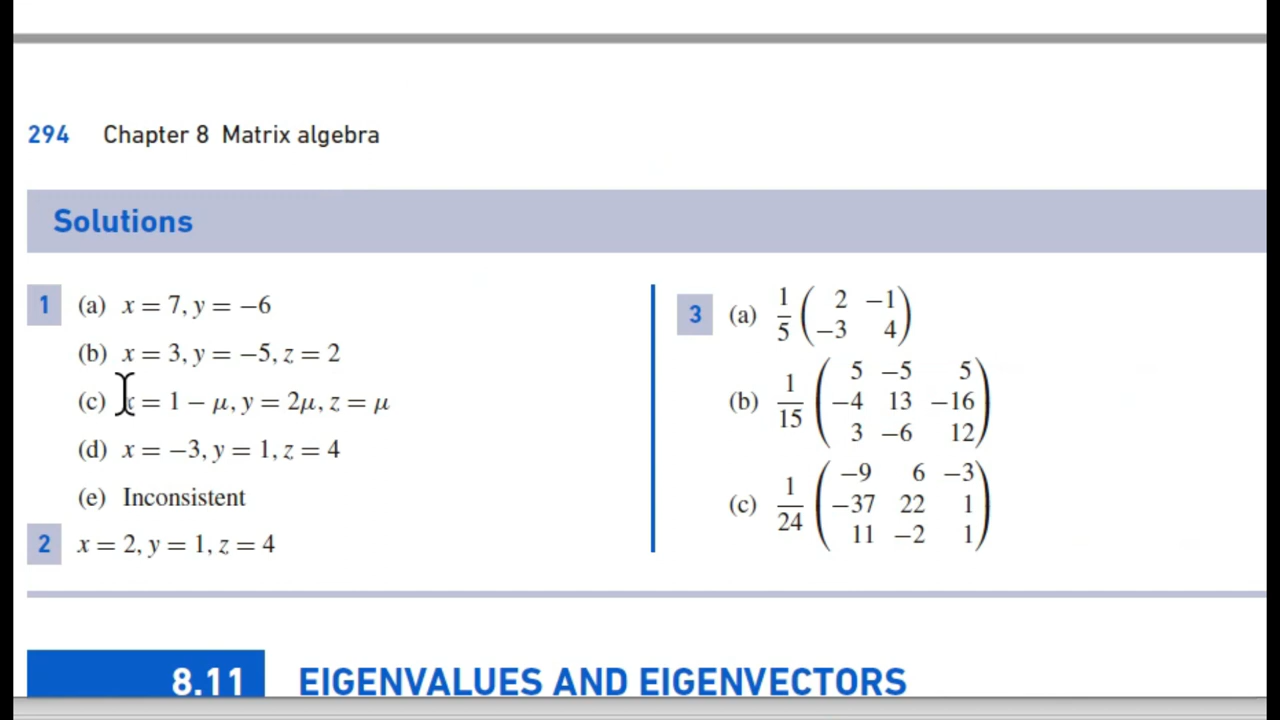 294 Chapter 8 Matrix algebra
Solutions
1 (a) x = 7, y = −6
(b) x = 3, y = −5, z = 2
(c) x = 1 − μ, y = 2μ, z = μ
(d) x = −3, y = 1, z = 4
(e) Inconsistent
2 x = 2, y = 1, z = 4
3 (a) 1/5 ( 2 −1
−3 4 )
(b) 1/15 ( 5 −5 5
−4 13 −16
3 −6 12 )
(c) 1/24 ( −9 6 −3
−37 22 1
11 −2 1 )
8.11 EIGENVALUES AND EIGENVECTORS